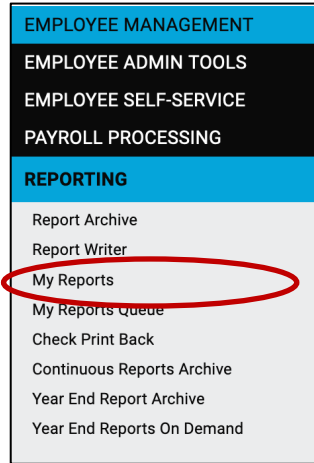 EMPLOYEE MANAGEMENT
EMPLOYEE ADMIN TOOLS
EMPLOYEE SELF-SERVICE
PAYROLL PROCESSING
REPORTING
Report Archive
Report Writer
My Reports
My Reports Queue
Check Print Back
Continuous Reports Archive
Year End Report Archive
Year End Reports On Demand